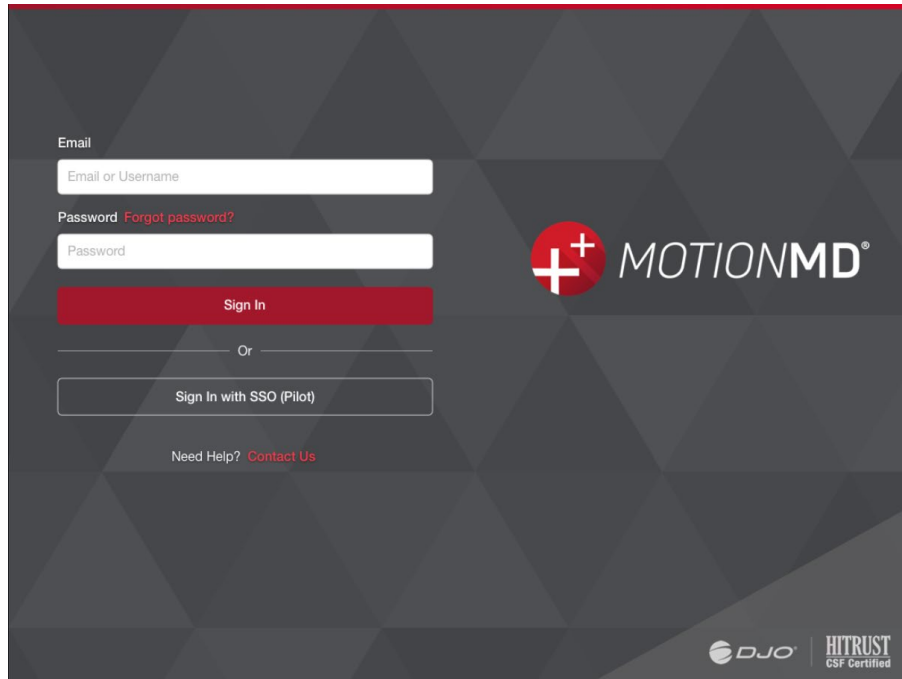 Email
Email or Username
Password Forgot password?
Password
Sign In
Or
Sign In with SSO (Pilot)
Need Help? Contact Us
MOTIONMD®
DJO®
HITRUST
CSF Certified